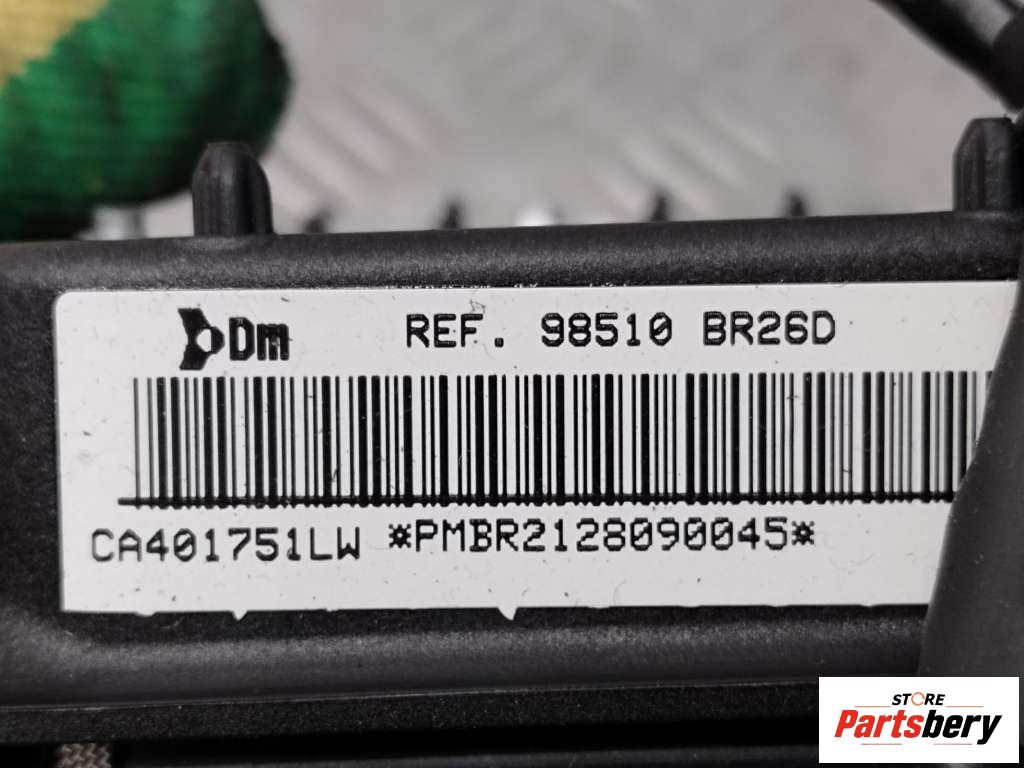 Dm REF. 98510 BR26D
CA401751LW *PMBR2128090045*
STORE
Partsbery